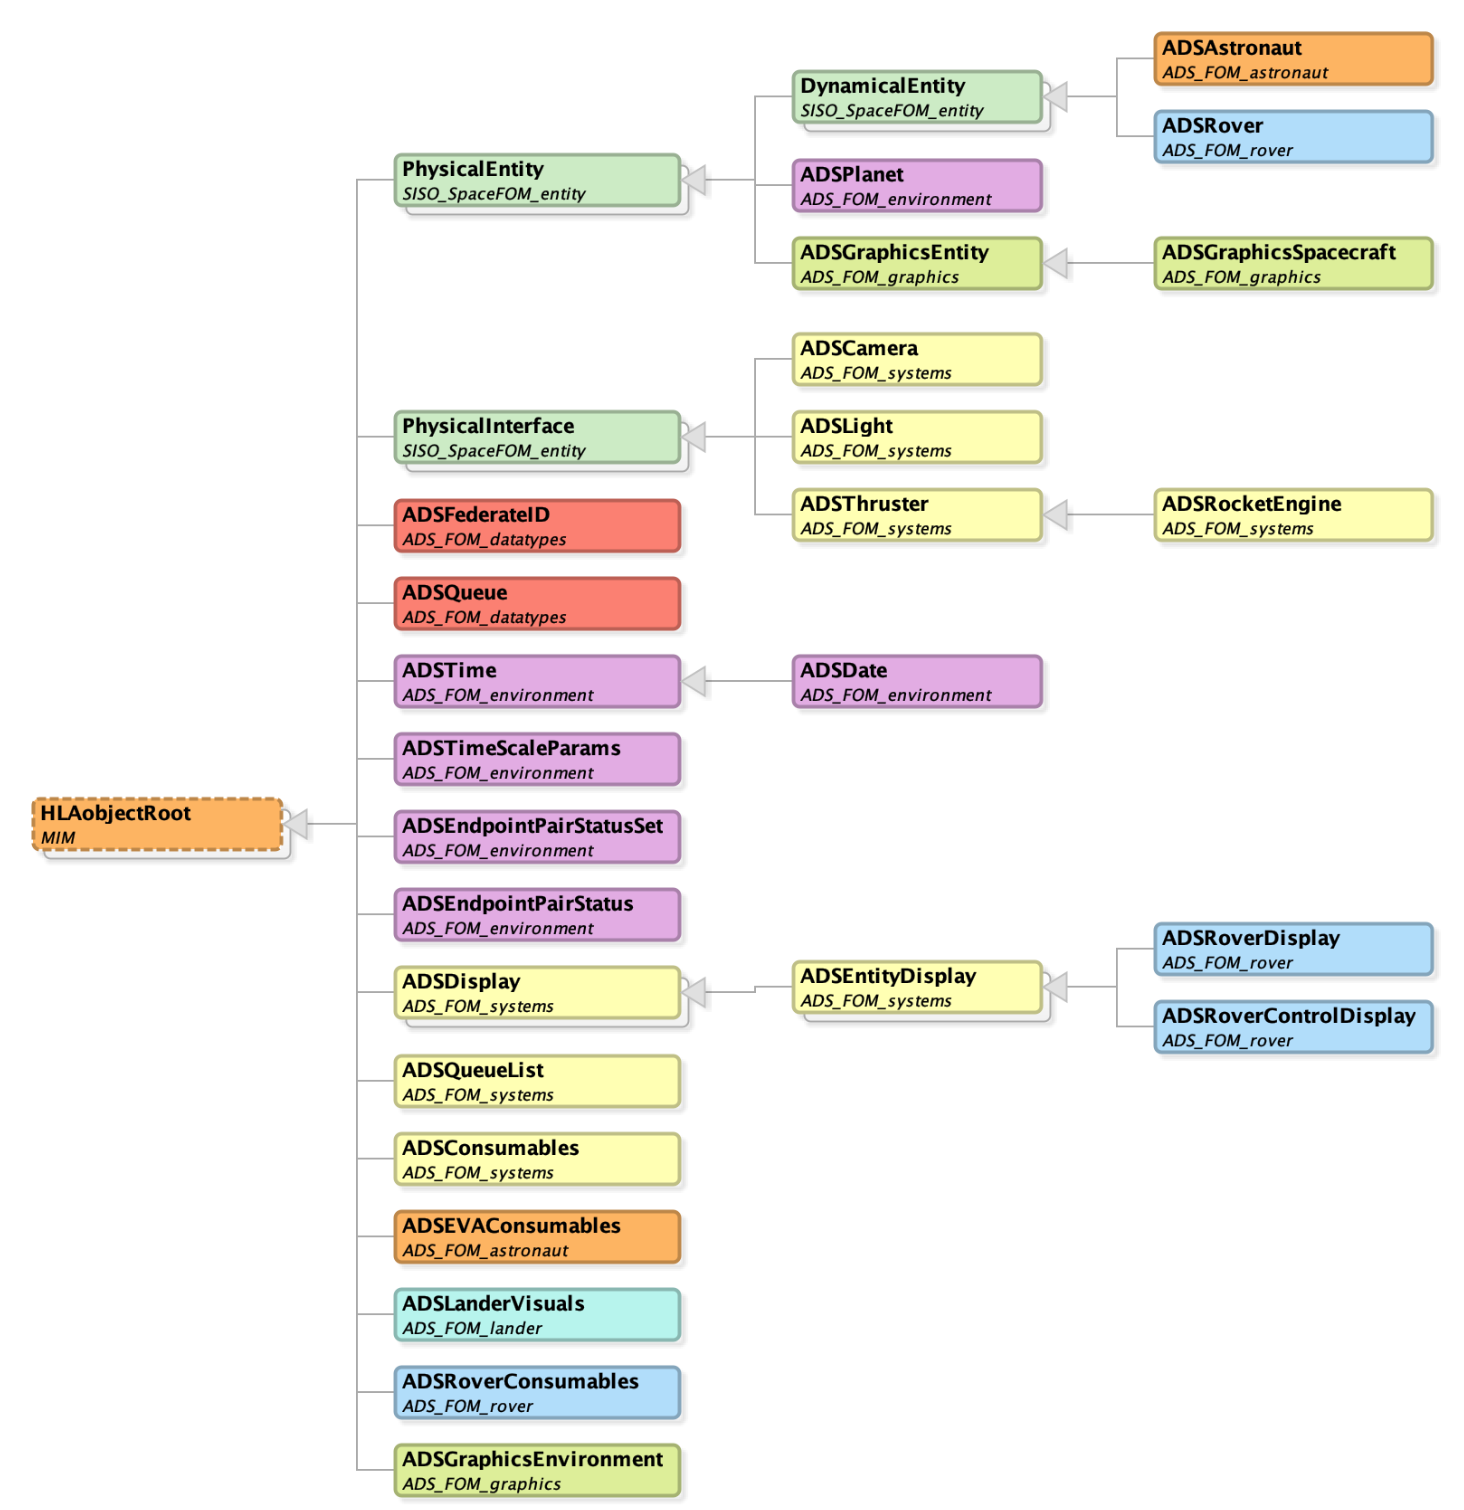 ADSAstronaut
ADS_FOM_astronaut
DynamicalEntity
SISO_SpaceFOM_entity
ADSRover
ADS_FOM_rover
PhysicalEntity
SISO_SpaceFOM_entity
ADSPlanet
ADS_FOM_environment
ADSGraphicsEntity
ADS_FOM_graphics
ADSGraphicsSpacecraft
ADS_FOM_graphics
ADSCamera
ADS_FOM_systems
PhysicalInterface
SISO_SpaceFOM_entity
ADSLight
ADS_FOM_systems
ADSThruster
ADS_FOM_systems
ADSRocketEngine
ADS_FOM_systems
ADSFederateID
ADS_FOM_datatypes
ADSQueue
ADS_FOM_datatypes
ADSTime
ADS_FOM_environment
ADSDate
ADS_FOM_environment
ADSTimeScaleParams
ADS_FOM_environment
HLAobjectRoot
MIM
ADSEndpointPairStatusSet
ADS_FOM_environment
ADSEndpointPairStatus
ADS_FOM_environment
ADSDisplay
ADS_FOM_systems
ADSEntityDisplay
ADS_FOM_systems
ADSRoverDisplay
ADS_FOM_rover
ADSRoverControlDisplay
ADS_FOM_rover
ADSQueueList
ADS_FOM_systems
ADSConsumables
ADS_FOM_systems
ADSEVAConsumables
ADS_FOM_astronaut
ADSLanderVisuals
ADS_FOM_lander
ADSRoverConsumables
ADS_FOM_rover
ADSGraphicsEnvironment
ADS_FOM_graphics